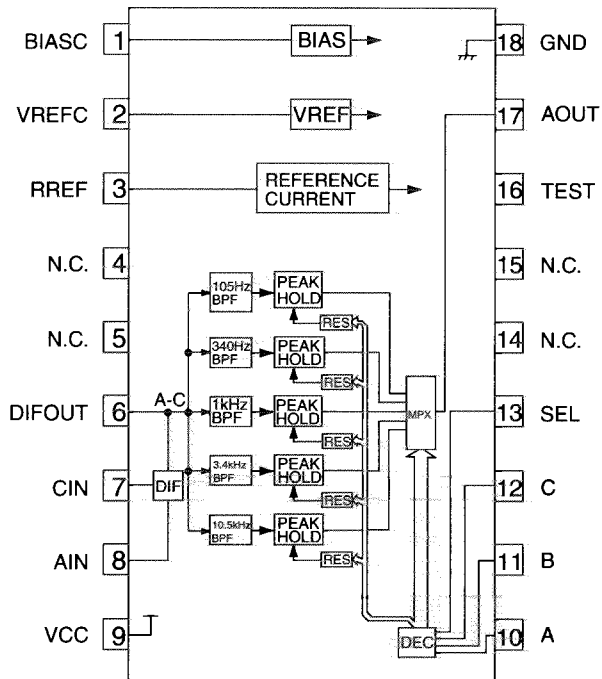 BIASC 1 BIAS 18 GND
VREFC 2 VREF 17 AOUT
RREF 3 REFERENCE CURRENT 16 TEST
N.C. 4 15 N.C.
105Hz BPF PEAK HOLD
RES
N.C. 5 14 N.C.
340Hz BPF PEAK HOLD
RES
A-C
DIFOUT 6 1kHz BPF PEAK HOLD MPX 13 SEL
RES
CIN 7 DIF 3.4kHz BPF PEAK HOLD 12 C
RES
AIN 8 10.5kHz BPF PEAK HOLD 11 B
RES
VCC 9 DEC 10 A